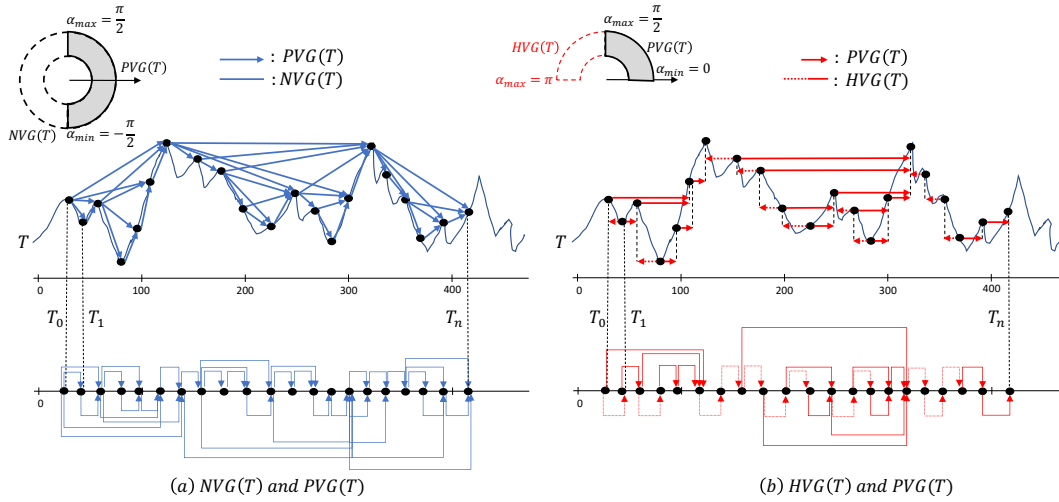 α_max = π/2
PVG(T)
NVG(T)
α_min = − π/2
: PVG(T)
: NVG(T)
T
0 100 200 300 400
T_0 T_1 T_n
0
(a) NVG(T) and PVG(T)
α_max = π/2
HVG(T)
PVG(T)
α_max = π
α_min = 0
: PVG(T)
: HVG(T)
T
0 100 200 300 400
T_0 T_1 T_n
0
(b) HVG(T) and PVG(T)